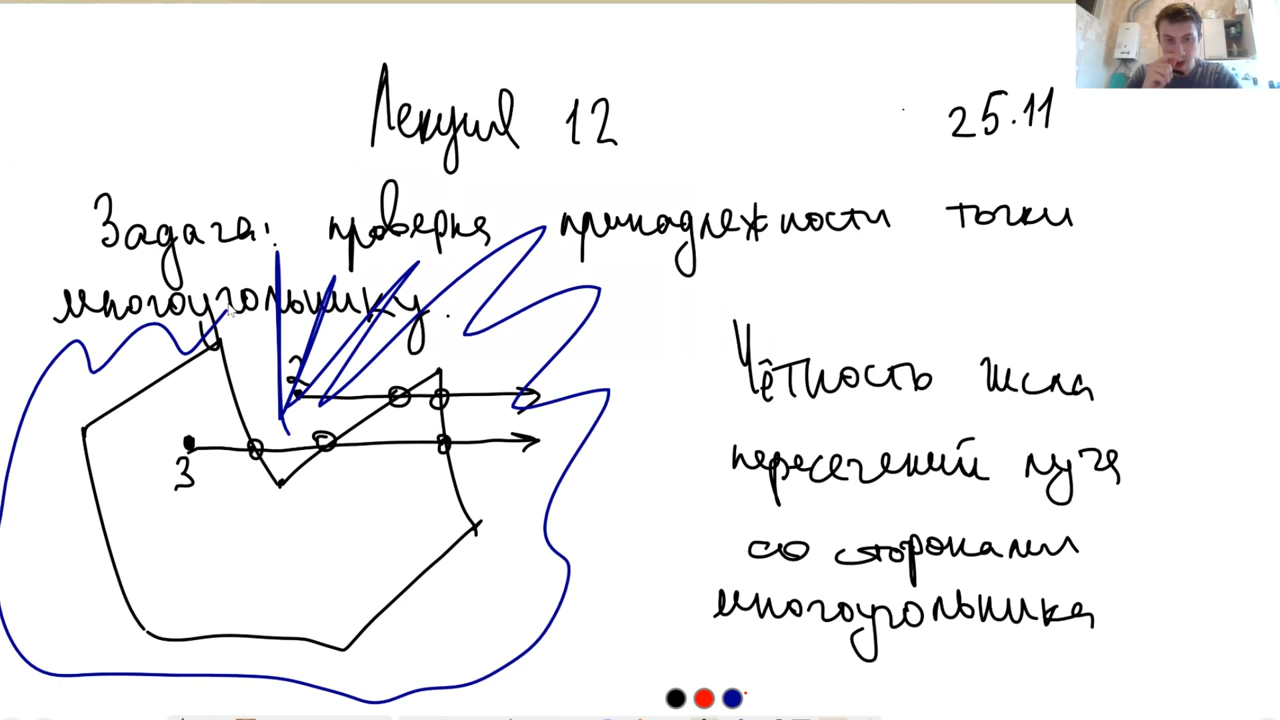 Лекция 12
25.11
Задача: проверка принадлежности точки
многоугольнику.
2
3
Чётность числа
пересечений луча
со сторонами
многоугольника